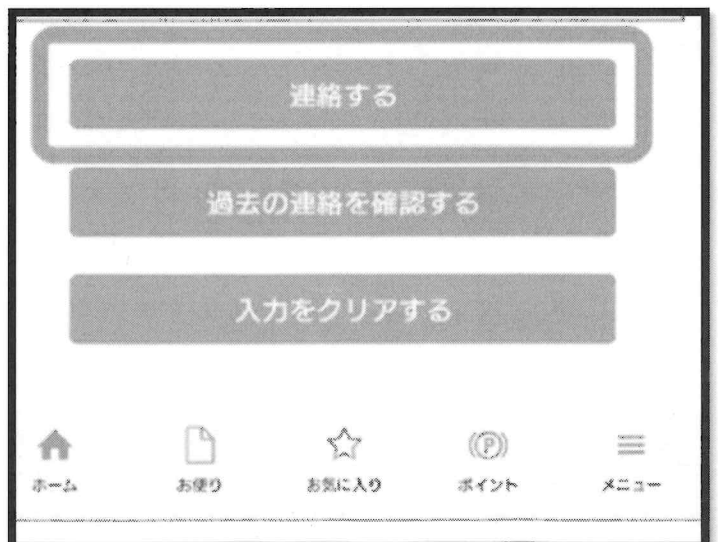 連絡する
過去の連絡を確認する
入力をクリアする
ホーム
お便り
お気に入り
ポイント
メニュー